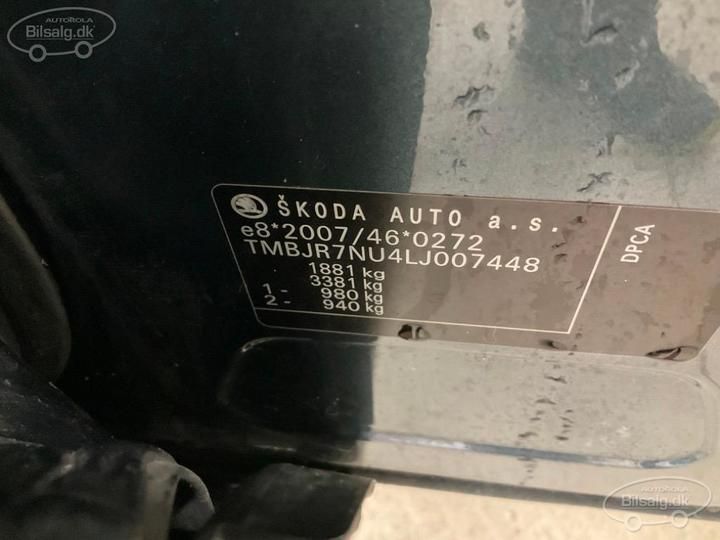 AUTOROLA
Bilsalg.dk
ŠKODA AUTO a.s.
e8*2007/46*0272
TMBJR7NU4LJ007448
1881 kg
3381 kg
1 - 980 kg
2 - 940 kg
DPCA
AUTOROLA
Bilsalg.dk